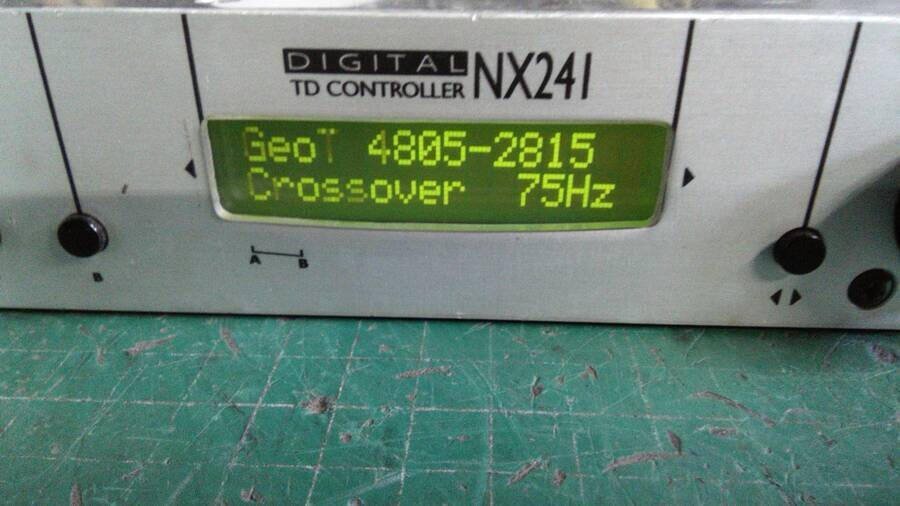 DIGITAL NX241
TD CONTROLLER
GeoT 4805-2815
Crossover 75Hz
A B
B